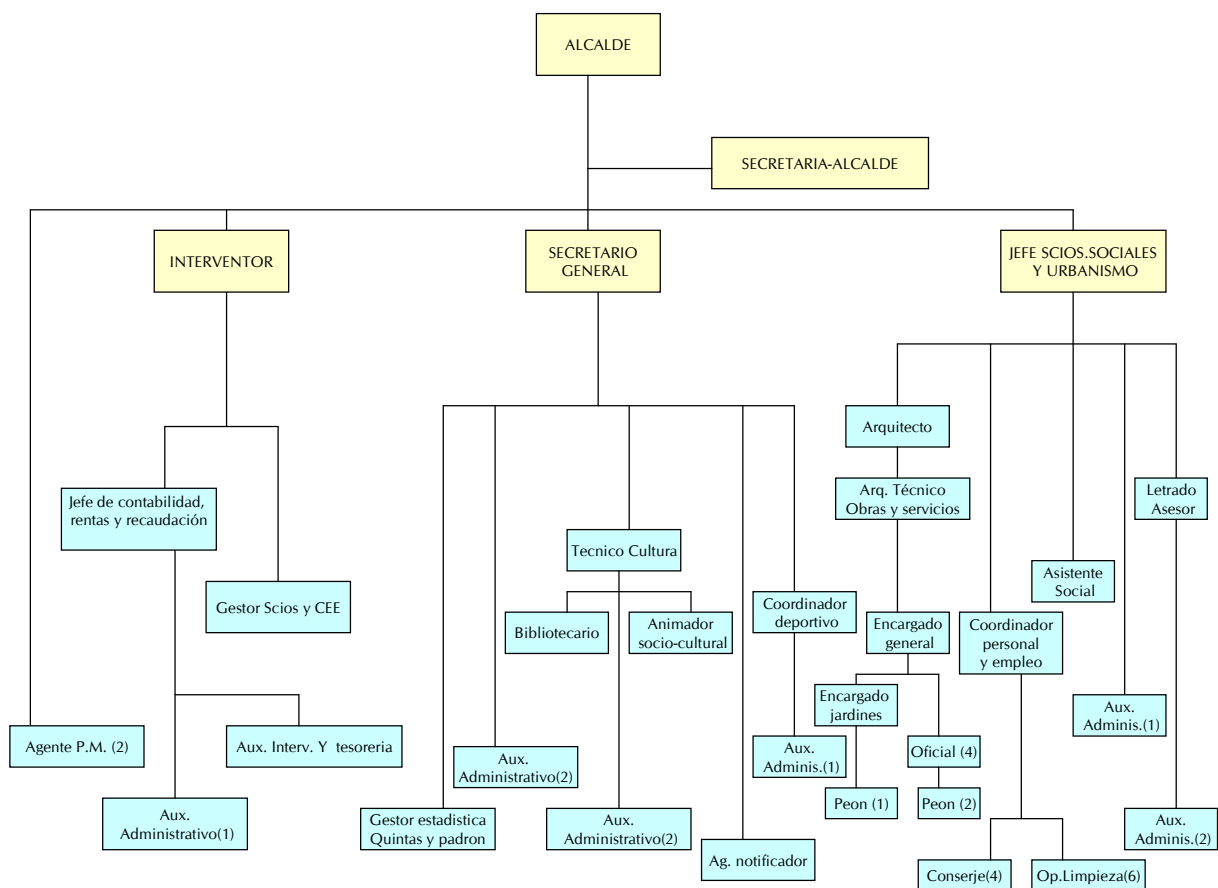 ALCALDE
SECRETARIA-ALCALDE
INTERVENTOR
SECRETARIO
GENERAL
JEFE SCIOS.SOCIALES
Y URBANISMO
Arquitecto
Jefe de contabilidad,
rentas y recaudación
Arq. Técnico
Obras y servicios
Letrado
Asesor
Tecnico Cultura
Gestor Scios y CEE
Asistente
Social
Bibliotecario
Animador
socio-cultural
Coordinador
deportivo
Encargado
general
Coordinador
personal
y empleo
Encargado
jardines
Aux.
Adminis.(1)
Agente P.M. (2)
Aux. Interv. Y tesoreria
Aux.
Administrativo(2)
Aux.
Adminis.(1)
Oficial (4)
Peon (1)
Peon (2)
Aux.
Administrativo(1)
Gestor estadistica
Quintas y padron
Aux.
Administrativo(2)
Ag. notificador
Aux.
Adminis.(2)
Conserje(4)
Op.Limpieza(6)